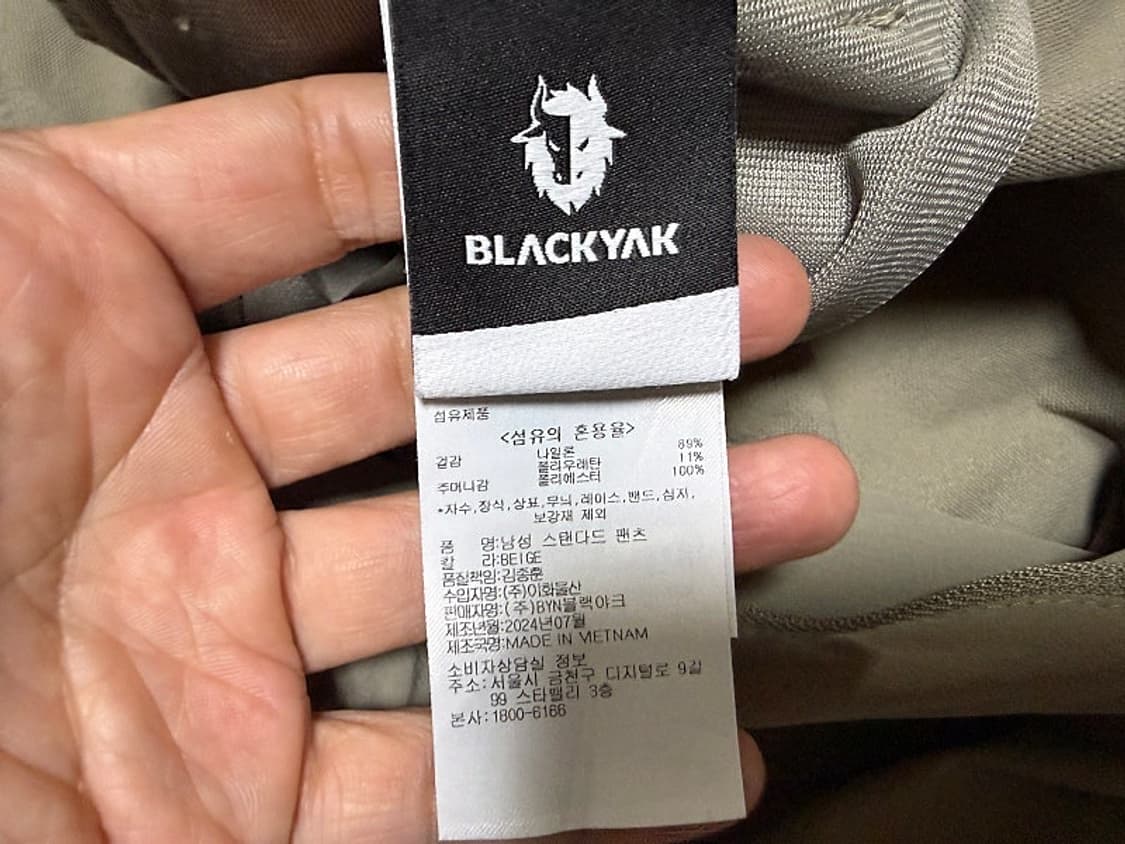 BLACKYAK
섬유제품
<섬유의 혼용율>
겉감 나일론 89%
폴리우레탄 11%
주머니감 폴리에스터 100%
*자수,장식,상표,무늬,레이스,밴드,심지,
보강재 제외
품 명:남성 스탠다드 팬츠
칼 라:BEIGE
품질책임:김종훈
수입자명:(주)이화물산
판매자명:(주)BYN블랙야크
제조년월:2024년07월
제조국명:MADE IN VIETNAM
소비자상담실 정보
주소:서울시 금천구 디지털로 9길
99 스타밸리 3층
본사:1800-6166